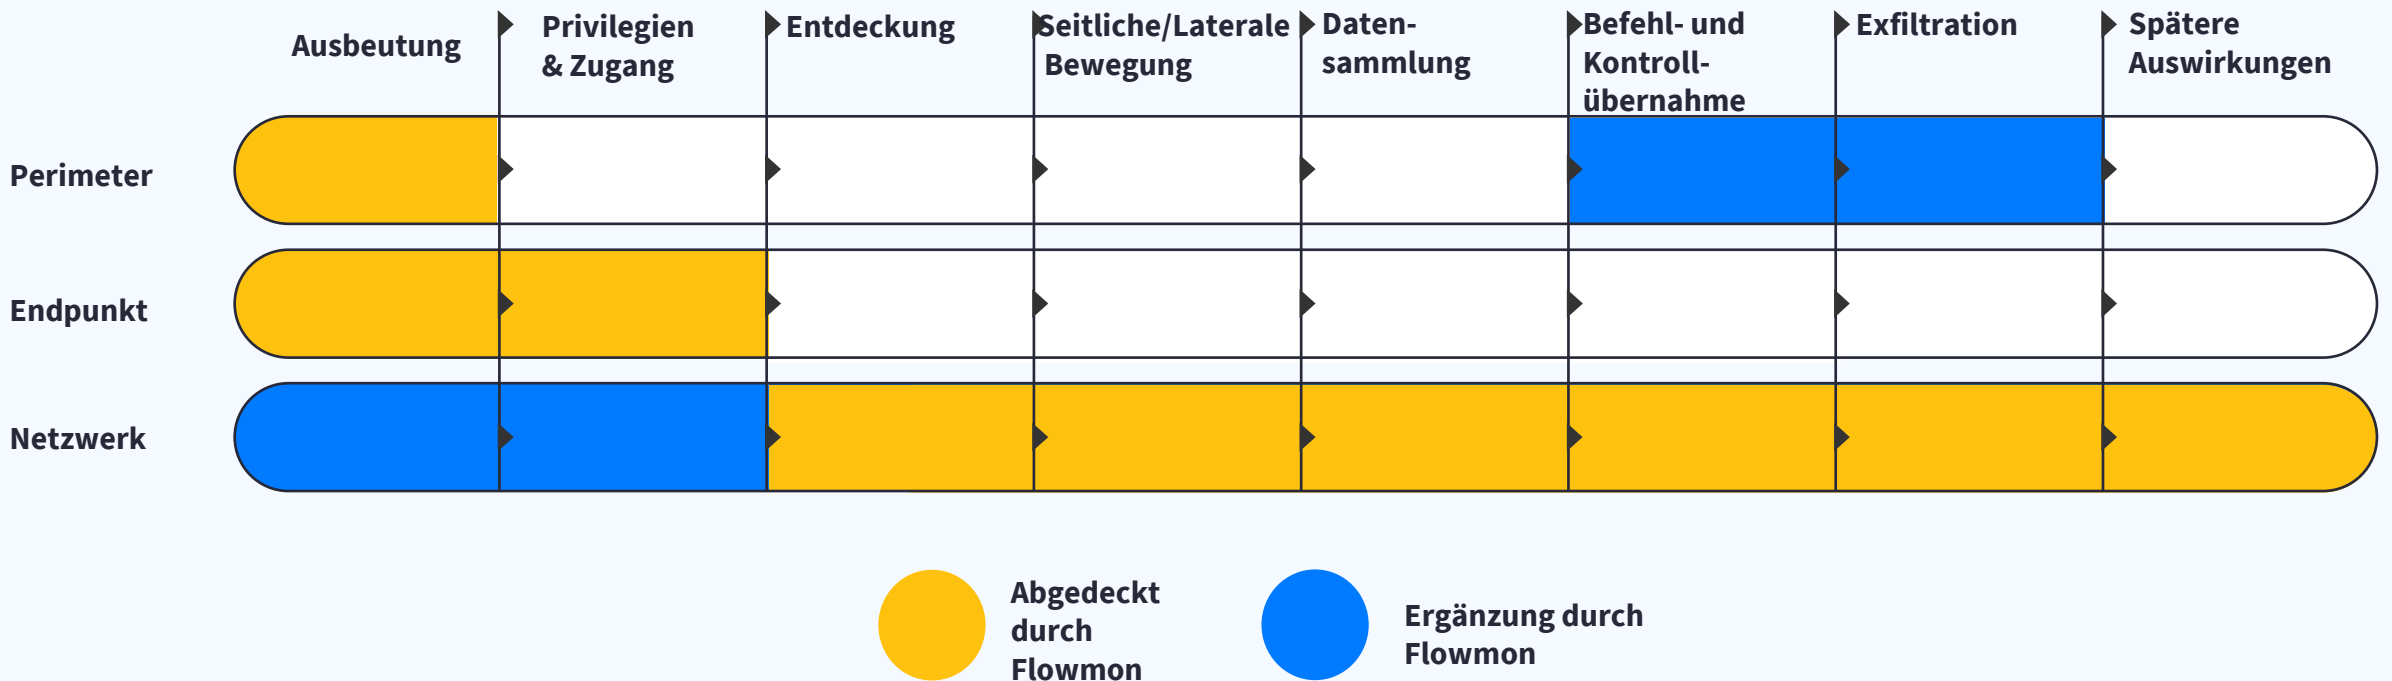 Ausbeutung
Privilegien
& Zugang
Entdeckung
Seitliche/Laterale
Bewegung
Daten-
sammlung
Befehl- und
Kontroll-
übernahme
Exfiltration
Spätere
Auswirkungen
Perimeter
Endpunkt
Netzwerk
Abgedeckt
durch
Flowmon
Ergänzung durch
Flowmon